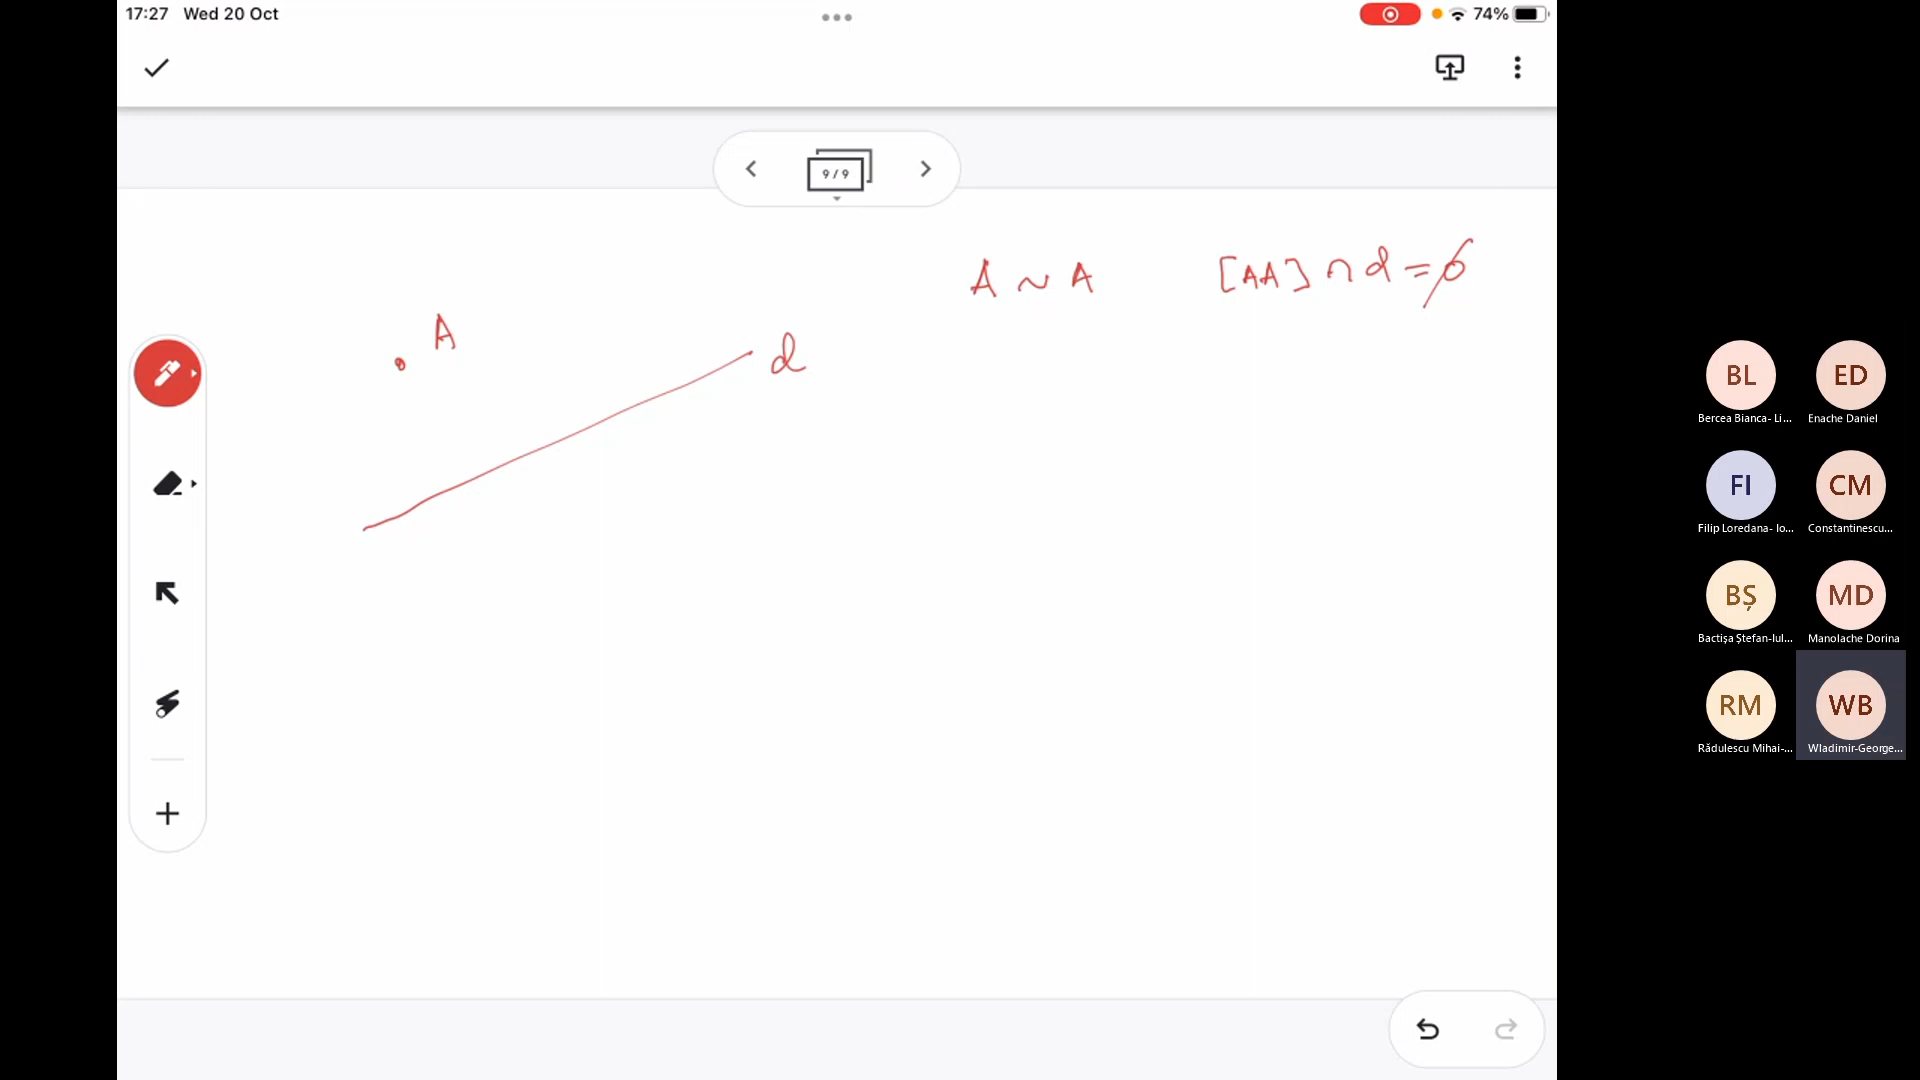 17:27 Wed 20 Oct
74%
9 / 9
A ~ A [AA] ∩ d = ∅
A
d
BL ED
Bercea Bianca- Li... Enache Daniel
FI CM
Filip Loredana- Io... Constantinescu...
BȘ MD
Bactișa Ștefan-Iul... Manolache Dorina
RM WB
Rădulescu Mihai-... Wladimir-George...